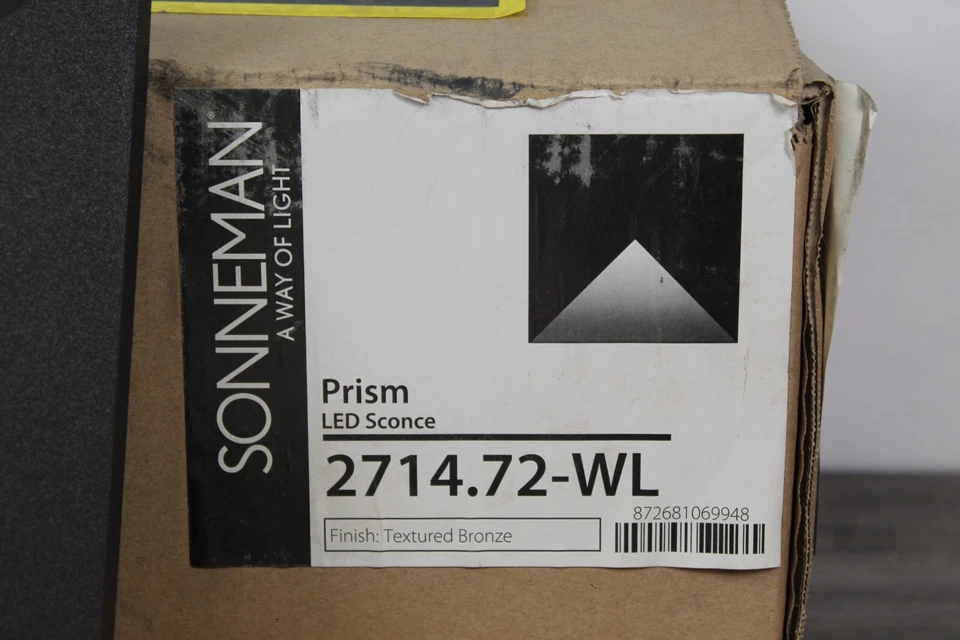 SONNEMAN®
A WAY OF LIGHT
Prism
LED Sconce
2714.72-WL
872681069948
Finish: Textured Bronze